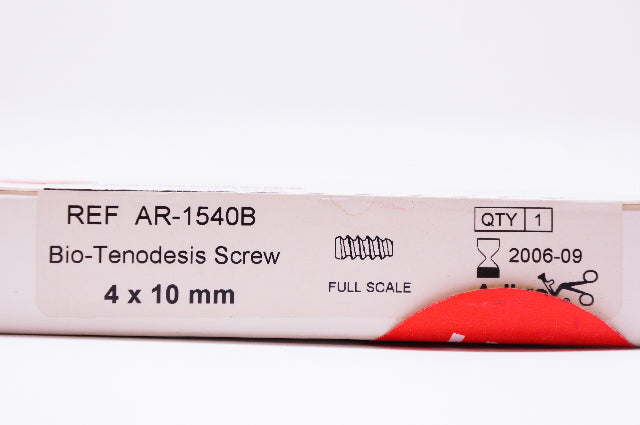 REF AR-1540B
Bio-Tenodesis Screw
4 x 10 mm
FULL SCALE
QTY 1
2006-09